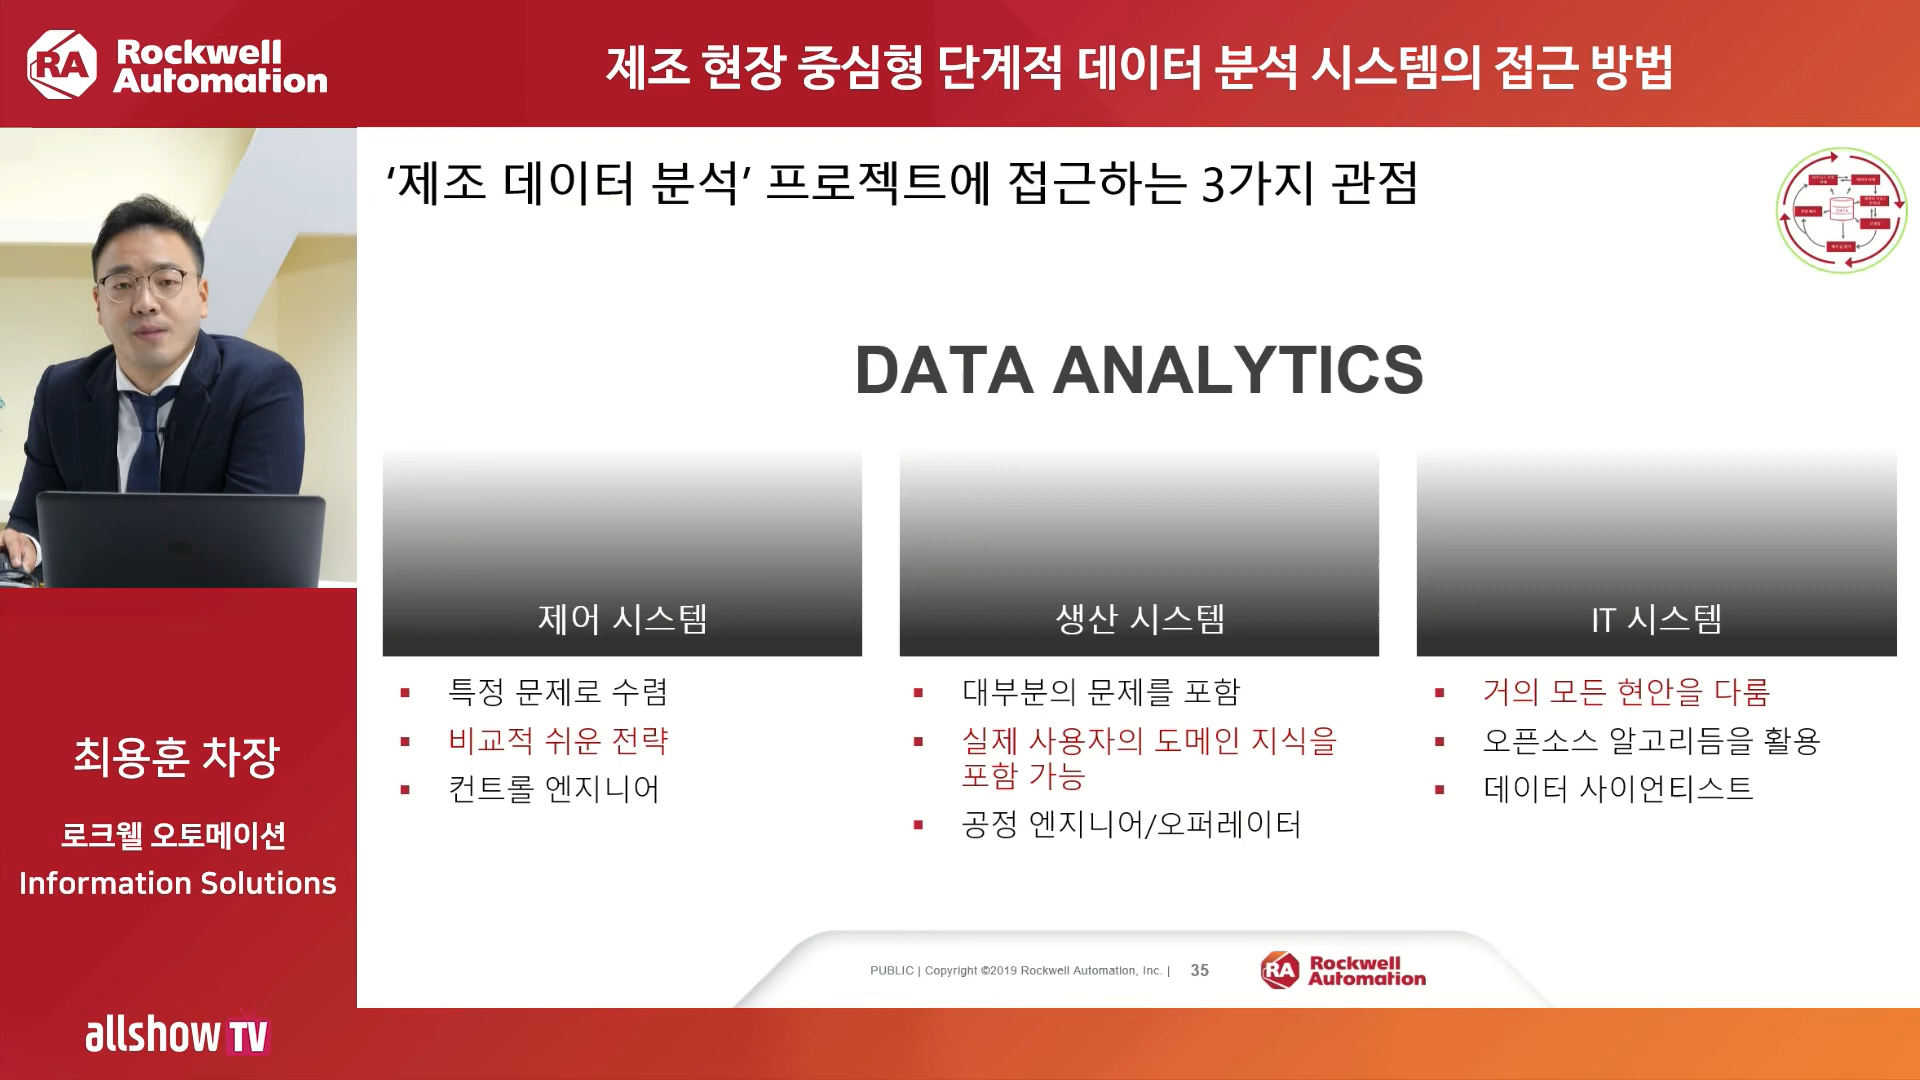 Rockwell
Automation
제조 현장 중심형 단계적 데이터 분석 시스템의 접근 방법
‘제조 데이터 분석’ 프로젝트에 접근하는 3가지 관점
DATA ANALYTICS
제어 시스템
▪ 특정 문제로 수렴
▪ 비교적 쉬운 전략
▪ 컨트롤 엔지니어
생산 시스템
▪ 대부분의 문제를 포함
▪ 실제 사용자의 도메인 지식을
포함 가능
▪ 공정 엔지니어/오퍼레이터
IT 시스템
▪ 거의 모든 현안을 다룸
▪ 오픈소스 알고리듬을 활용
▪ 데이터 사이언티스트
최용훈 차장
로크웰 오토메이션
Information Solutions
allshow TV
PUBLIC | Copyright ©2019 Rockwell Automation, Inc. | 35
RA Rockwell
Automation